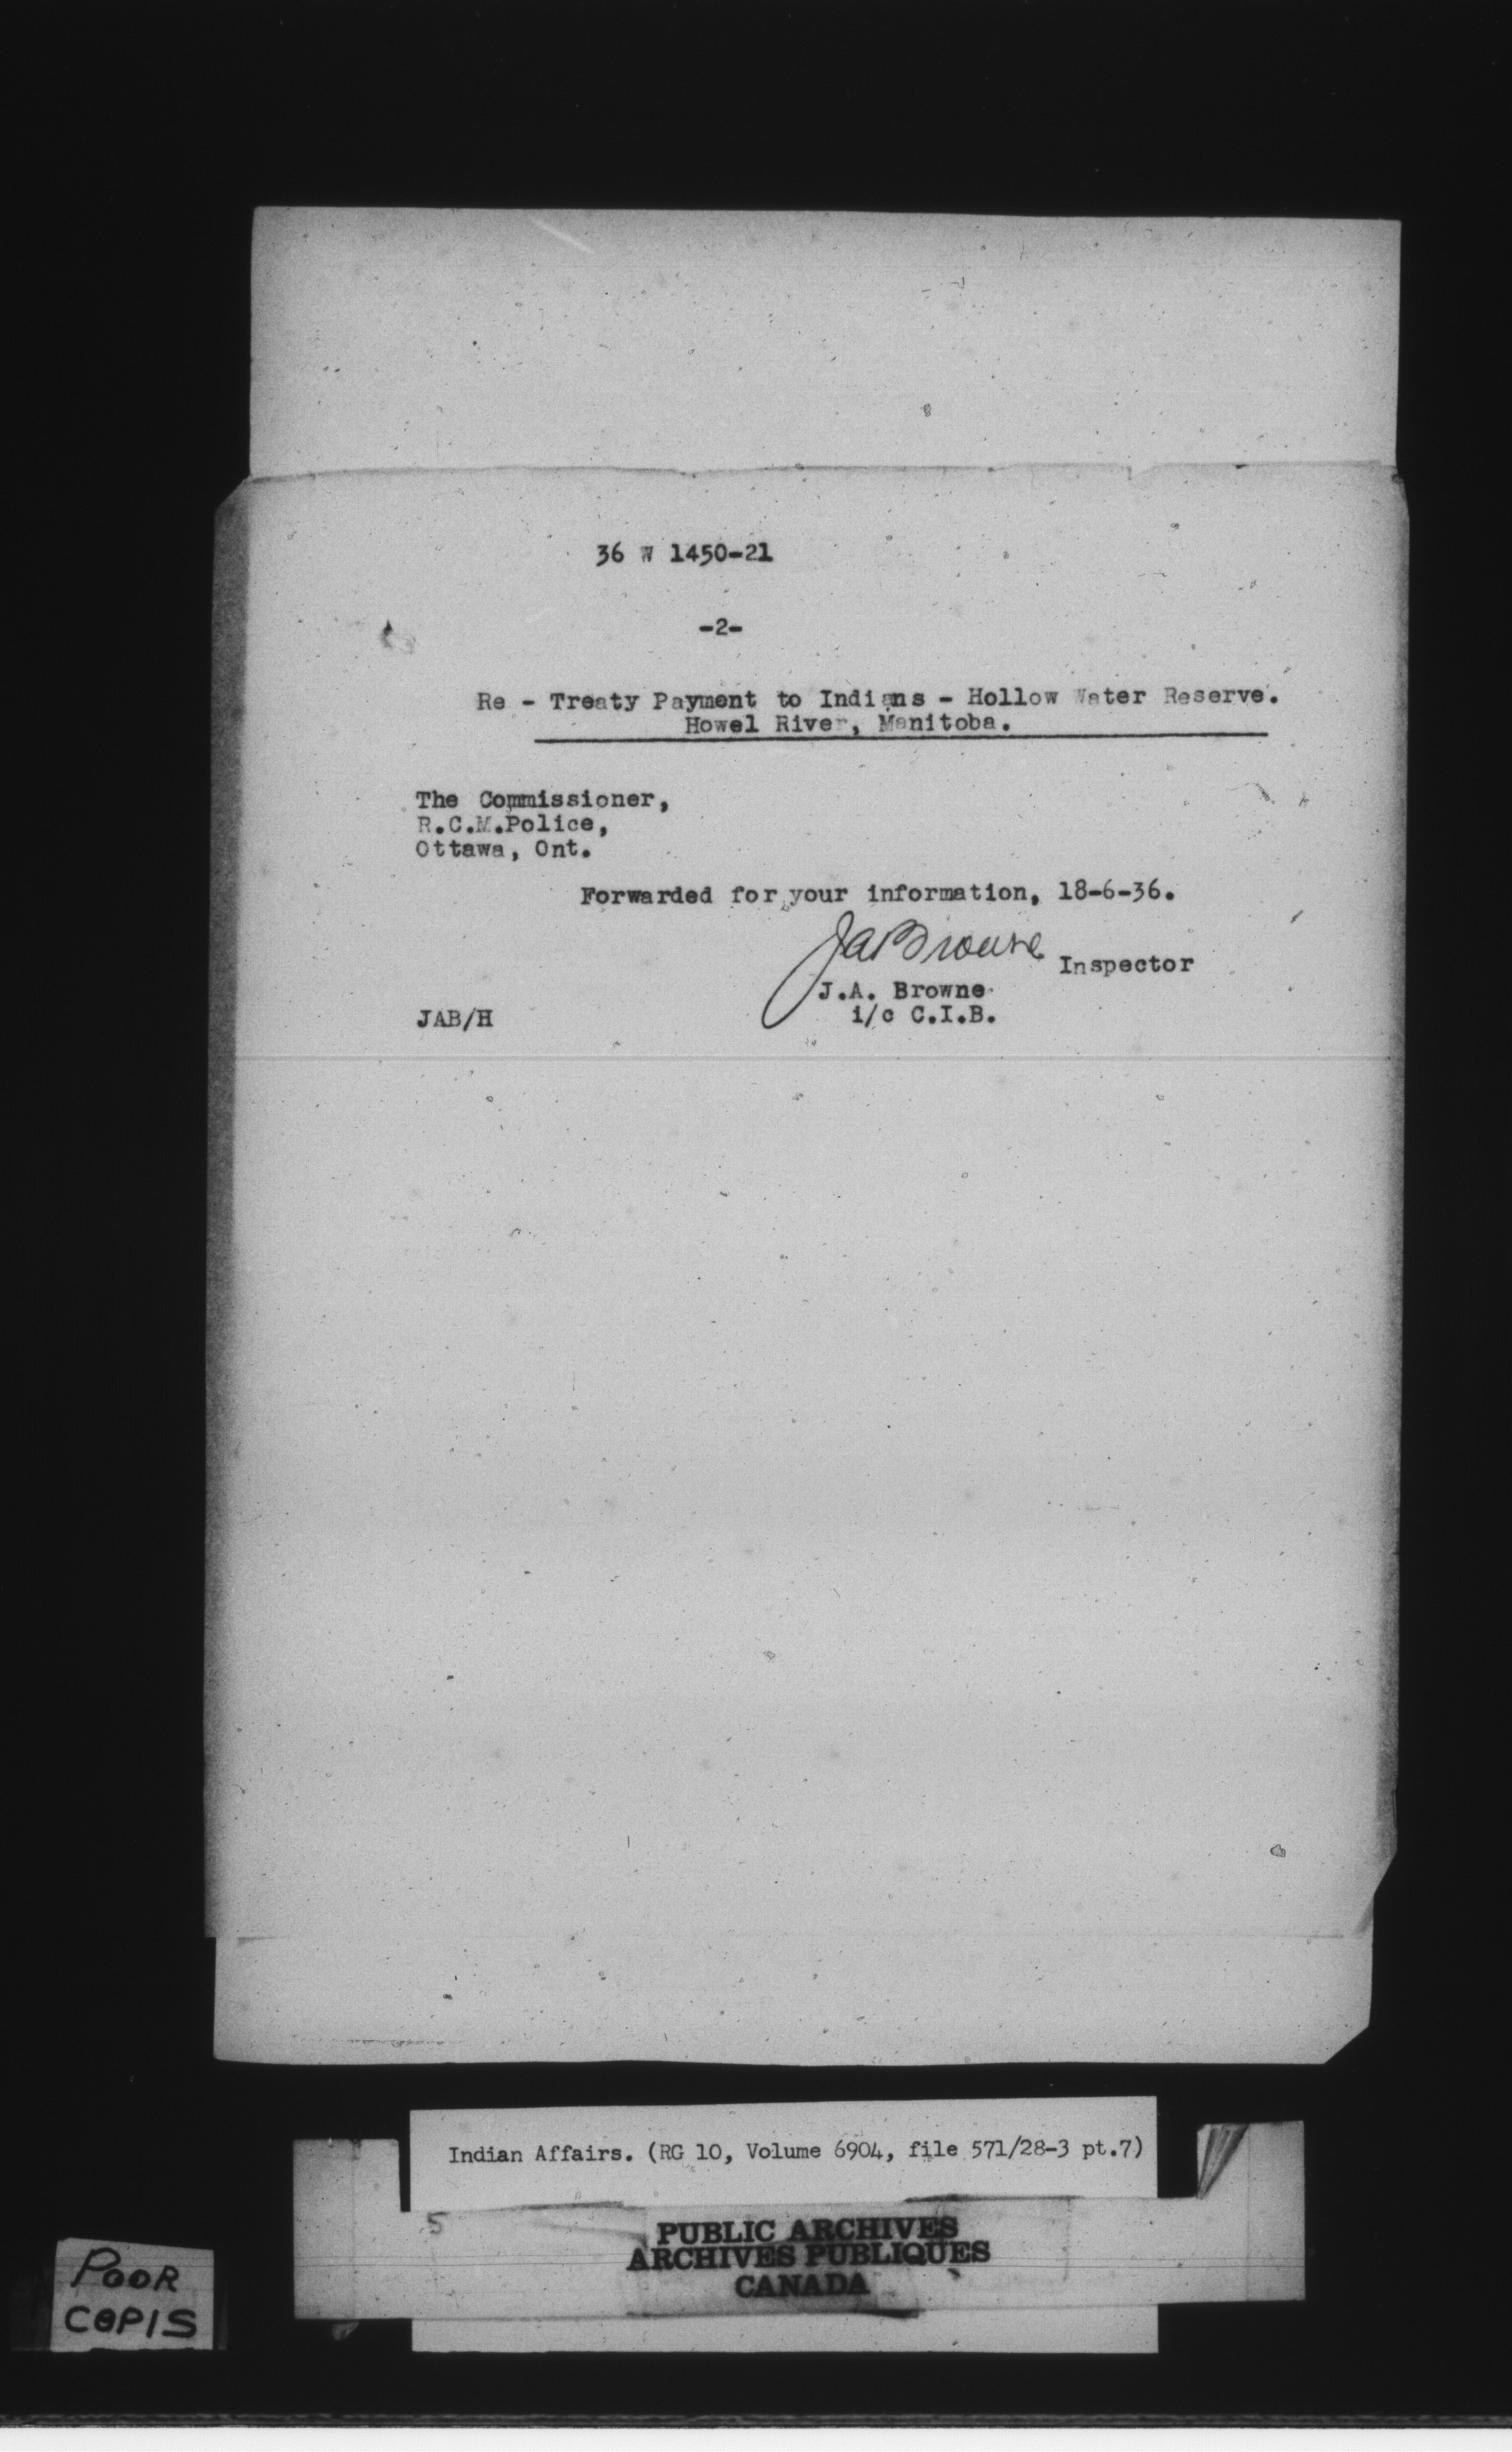 36 W 1450-21
-2-
Re - Treaty Payment to Indians - Hollow Water Reserve.
Howel River, Manitoba.
The Commissioner,
R.C.M.Police,
Ottawa, Ont.
Forwarded for your information, 18-6-36.
JABrowne
Inspector
J.A. Browne
i/c C.I.B.
JAB/H
Indian Affairs. (RG 10, Volume 6904, file 571/28-3 pt.7)
5
PUBLIC ARCHIVES
ARCHIVES PUBLIQUES
CANADA
POOR
COPIS